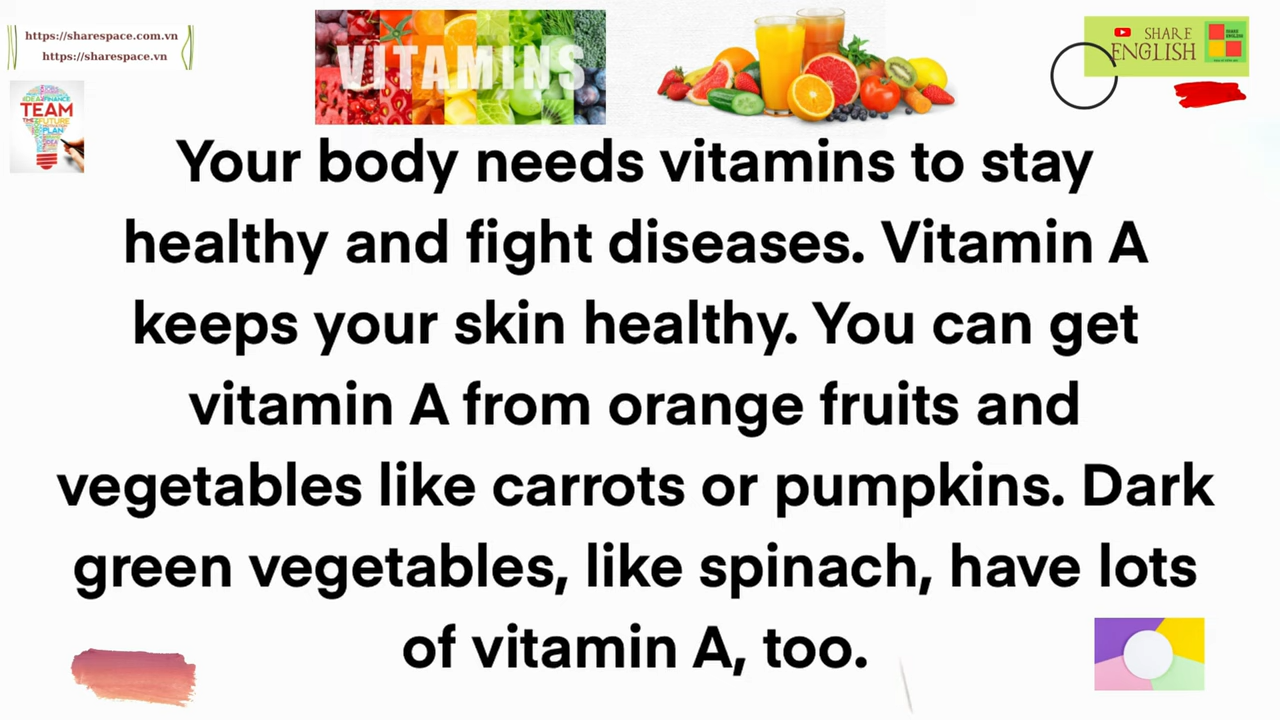 https://sharespace.com.vn
https://sharespace.vn
VITAMINS
SHARE
ENGLISH
TEAM
PLAN
Your body needs vitamins to stay
healthy and fight diseases. Vitamin A
keeps your skin healthy. You can get
vitamin A from orange fruits and
vegetables like carrots or pumpkins. Dark
green vegetables, like spinach, have lots
of vitamin A, too.